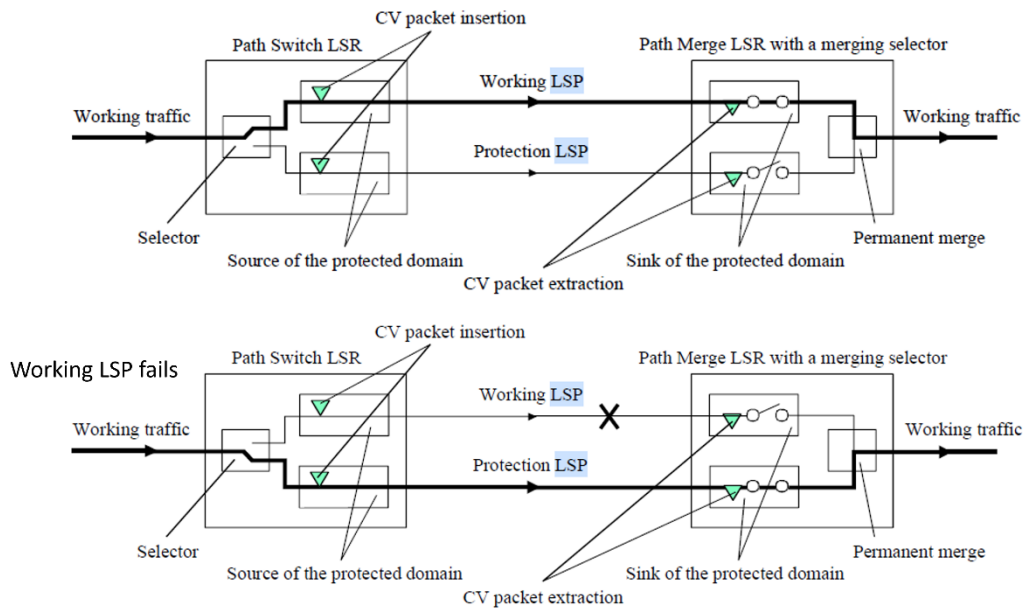 CV packet insertion
Path Switch LSR
Path Merge LSR with a merging selector
Working LSP
Working traffic
Working traffic
Protection LSP
Selector
Source of the protected domain
Sink of the protected domain
Permanent merge
CV packet extraction
CV packet insertion
Working LSP fails
Path Switch LSR
Path Merge LSR with a merging selector
Working LSP
Working traffic
Working traffic
Protection LSP
Selector
Source of the protected domain
Sink of the protected domain
Permanent merge
CV packet extraction